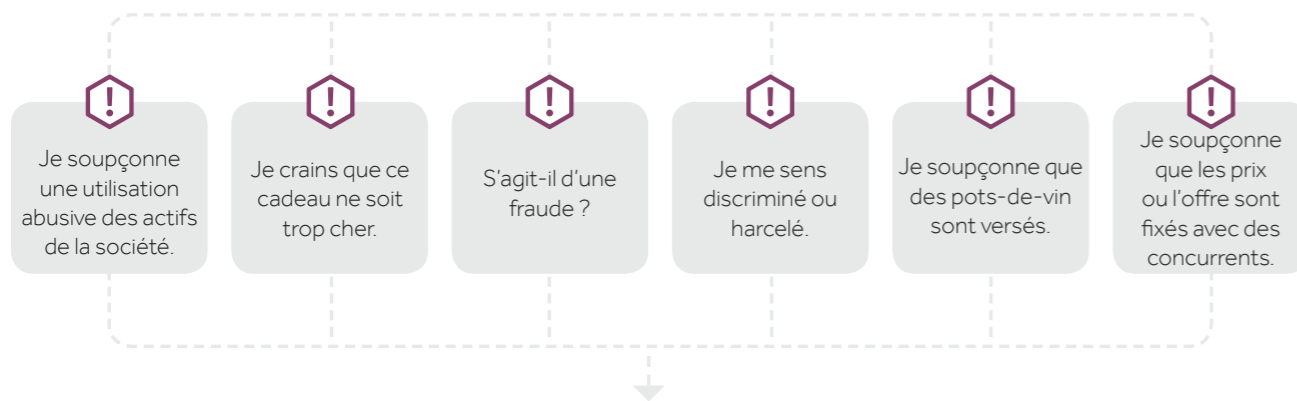 Je soupçonne
une utilisation
abusive des actifs
de la société.
Je crains que ce
cadeau ne soit
trop cher.
S'agit-il d'une
fraude ?
Je me sens
discriminé ou
harcelé.
Je soupçonne que
des pots-de-vin
sont versés.
Je soupçonne
que les prix
ou l'offre sont
fixés avec des
concurrents.